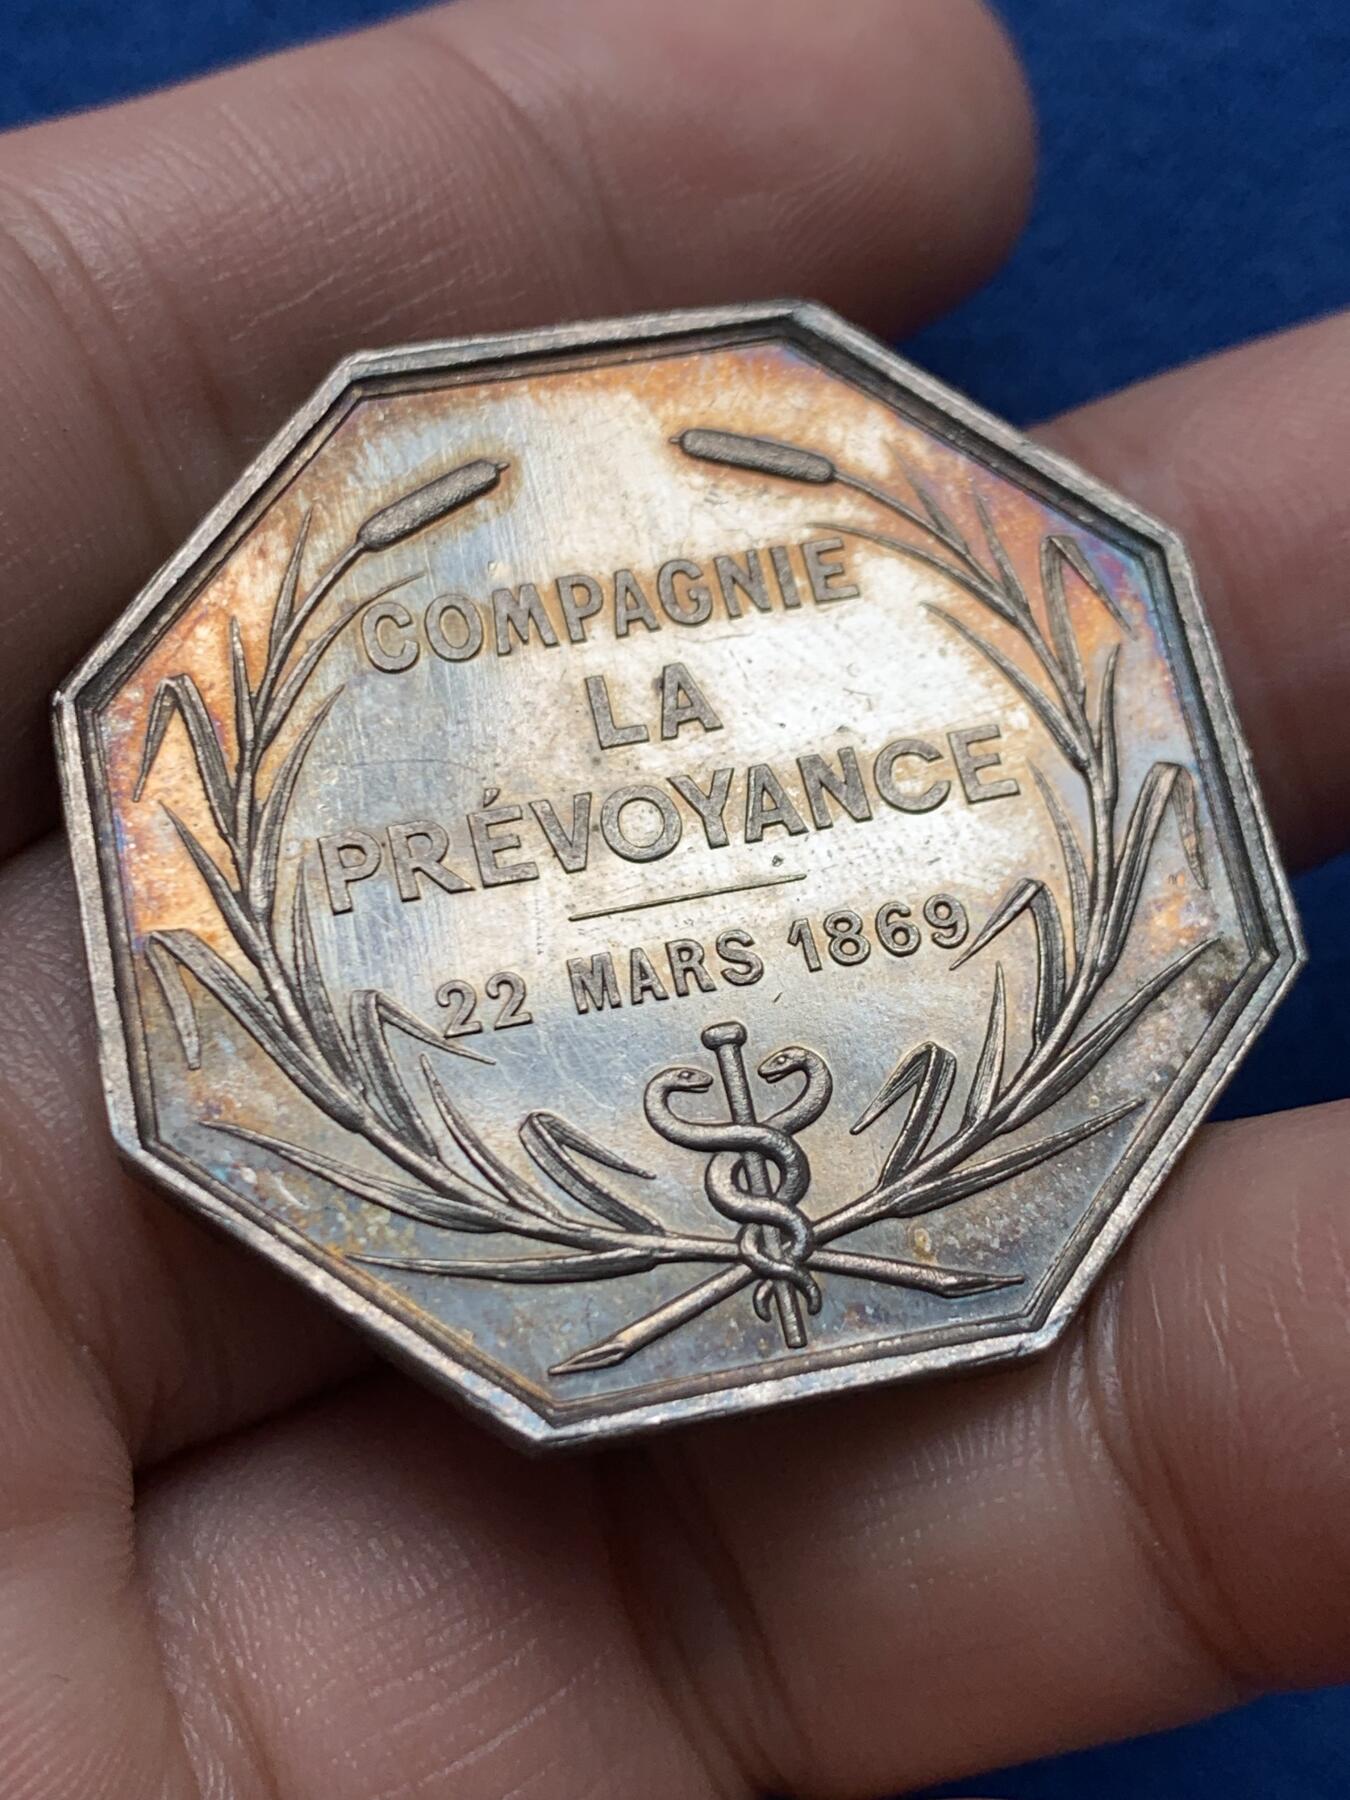 COMPAGNIE
LA
PRÉVOYANCE
22 MARS 1869